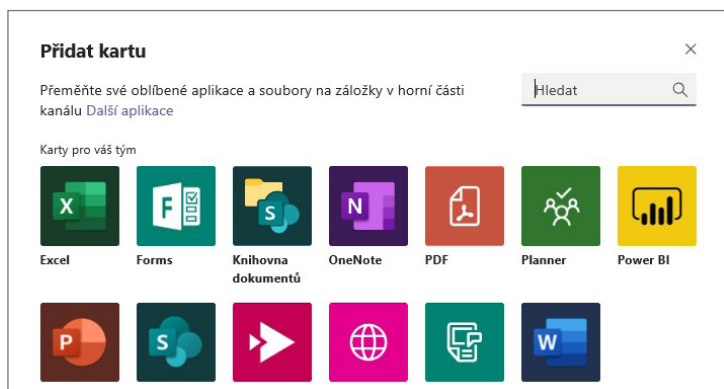 Přidat kartu
Přeměňte své oblíbené aplikace a soubory na záložky v horní části
kanálu Další aplikace
Hledat
Karty pro váš tým
X
F
S
N
Excel
Forms
Knihovna
dokumentů
OneNote
PDF
Planner
Power BI
P
S
W